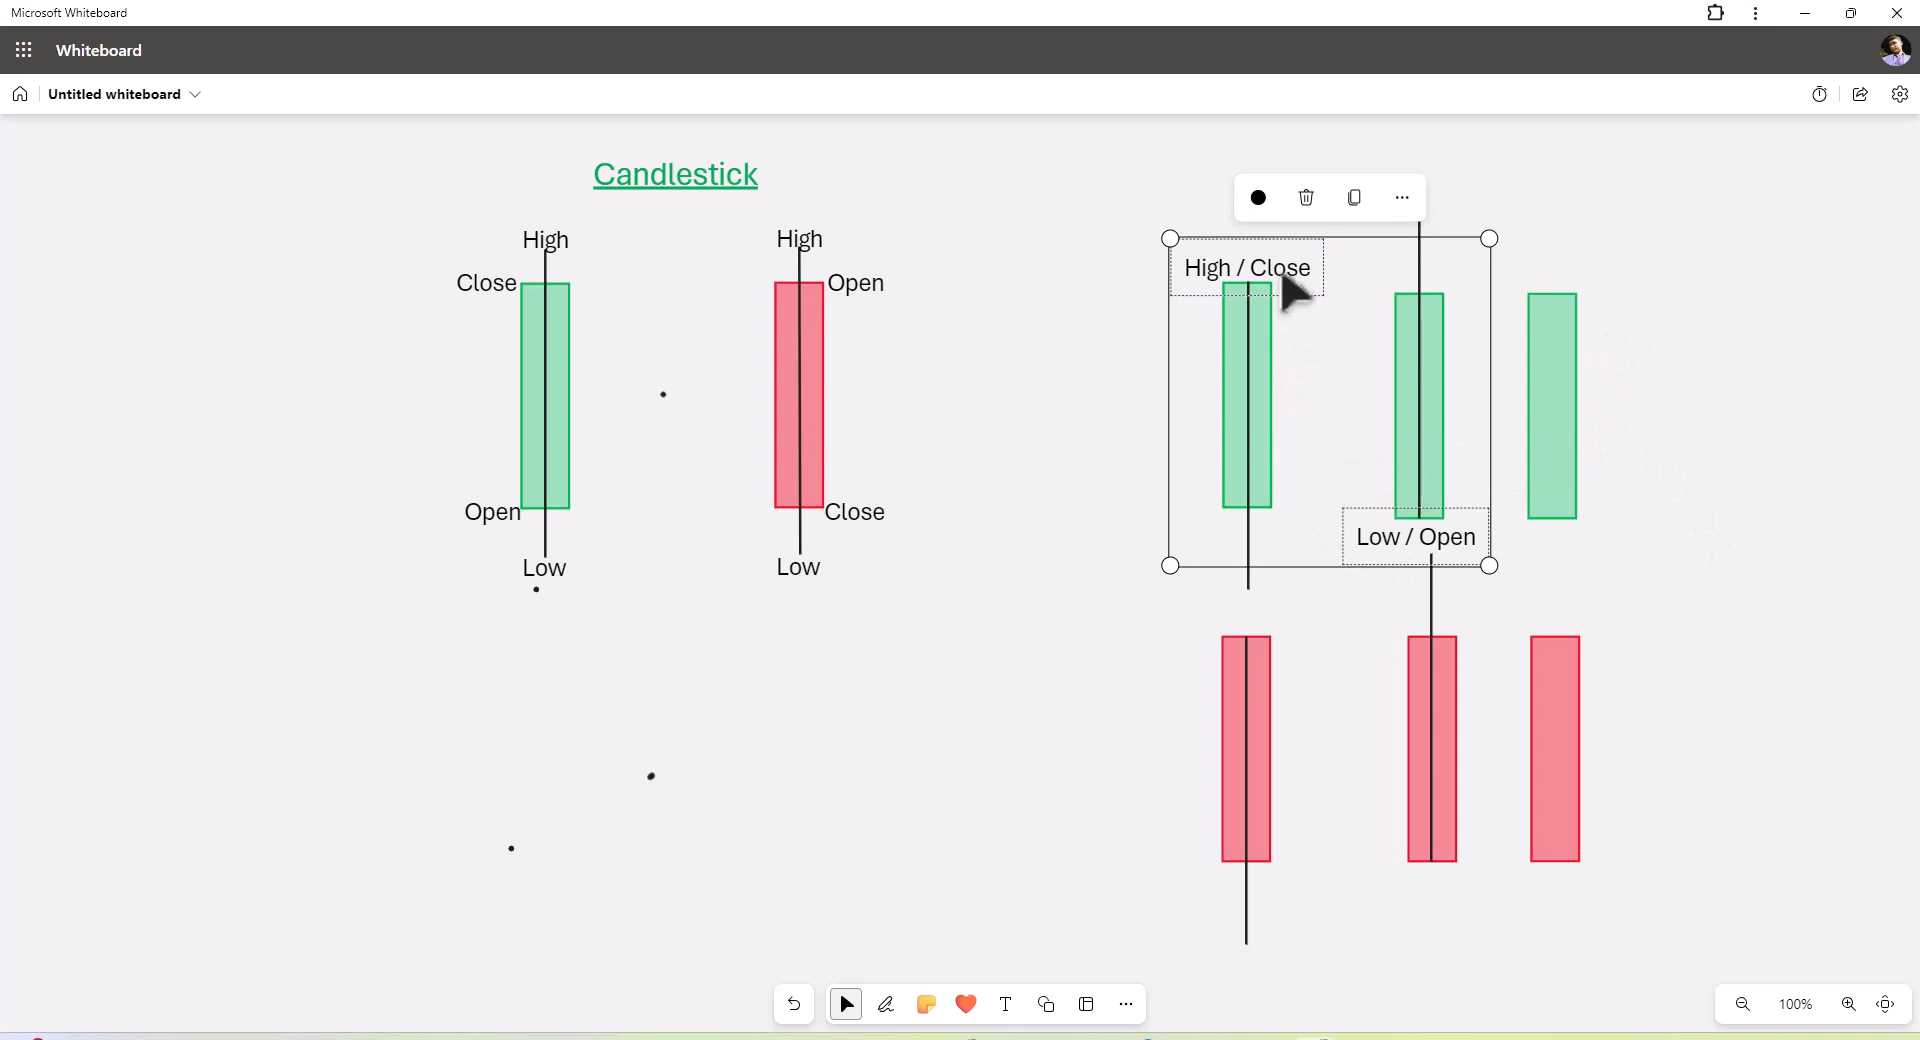 Microsoft Whiteboard
Whiteboard
Untitled whiteboard
Candlestick
High
High
High / Close
Close
Open
Open
Close
Low / Open
Low
Low
100%